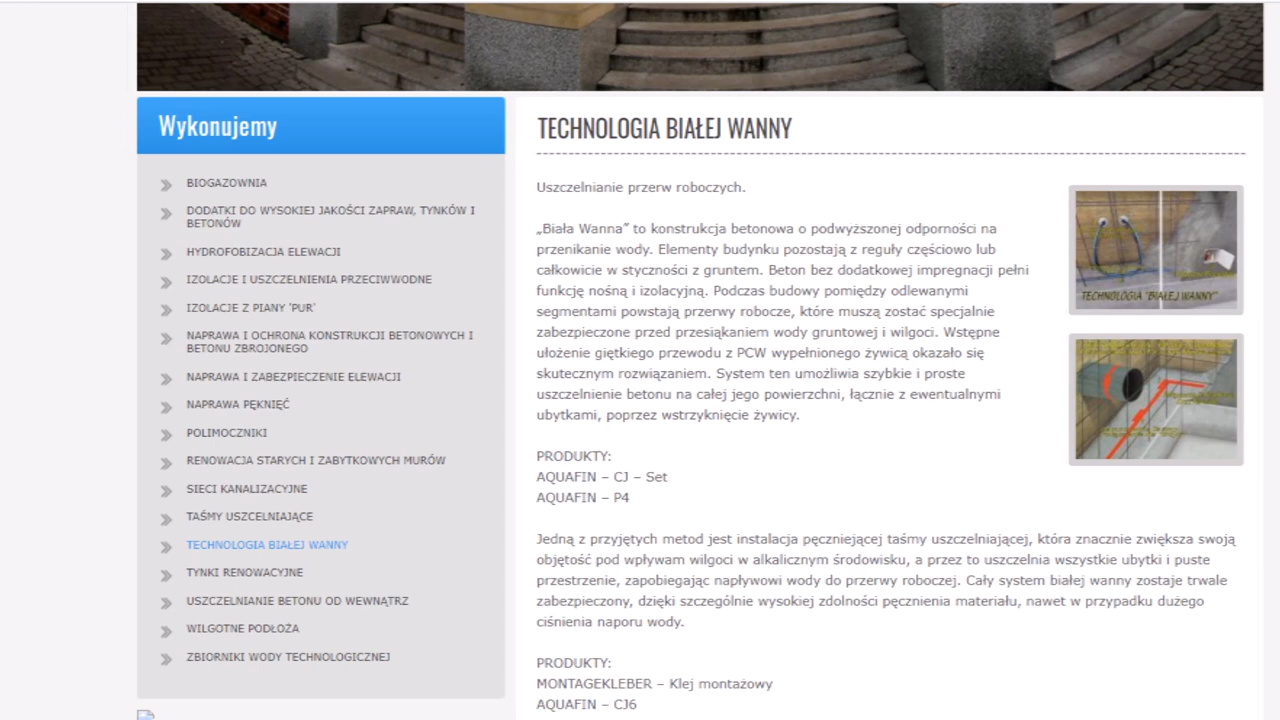 Wykonujemy
BIOGAZOWNIA
DODATKI DO WYSOKIEJ JAKOŚCI ZAPRAW, TYNKÓW I
BETONÓW
HYDROFOBIZACJA ELEWACJI
IZOLACJE I USZCZELNIENIA PRZECIWWODNE
IZOLACJE Z PIANY 'PUR'
NAPRAWA I OCHRONA KONSTRUKCJI BETONOWYCH I
BETONU ZBROJONEGO
NAPRAWA I ZABEZPIECZENIE ELEWACJI
NAPRAWA PĘKNIĘĆ
POLIMOCZNIKI
RENOWACJA STARYCH I ZABYTKOWYCH MURÓW
SIECI KANALIZACYJNE
TAŚMY USZCELNIAJĄCE
TECHNOLOGIA BIAŁEJ WANNY
TYNKI RENOWACYJNE
USZCZELNIANIE BETONU OD WEWNĄTRZ
WILGOTNE PODŁOŻA
ZBIORNIKI WODY TECHNOLOGICZNEJ
TECHNOLOGIA BIAŁEJ WANNY
Uszczelnianie przerw roboczych.
„Biała Wanna” to konstrukcja betonowa o podwyższonej odporności na
przenikanie wody. Elementy budynku pozostają z reguły częściowo lub
całkowicie w styczności z gruntem. Beton bez dodatkowej impregnacji pełni
funkcję nośną i izolacyjną. Podczas budowy pomiędzy odlewanymi
segmentami powstają przerwy robocze, które muszą zostać specjalnie
zabezpieczone przed przesiąkaniem wody gruntowej i wilgoci. Wstępne
ułożenie giętkiego przewodu z PCW wypełnionego żywicą okazało się
skutecznym rozwiązaniem. System ten umożliwia szybkie i proste
uszczelnienie betonu na całej jego powierzchni, łącznie z ewentualnymi
ubytkami, poprzez wstrzyknięcie żywicy.
PRODUKTY:
AQUAFIN – CJ – Set
AQUAFIN – P4
Jedną z przyjętych metod jest instalacja pęczniejącej taśmy uszczelniającej, która znacznie zwiększa swoją
objętość pod wpływam wilgoci w alkalicznym środowisku, a przez to uszczelnia wszystkie ubytki i puste
przestrzenie, zapobiegając napływowi wody do przerwy roboczej. Cały system białej wanny zostaje trwale
zabezpieczony, dzięki szczególnie wysokiej zdolności pęcznienia materiału, nawet w przypadku dużego
ciśnienia naporu wody.
PRODUKTY:
MONTAGEKLEBER – Klej montażowy
AQUAFIN – CJ6
TECHNOLOGIA "BIAŁEJ WANNY"